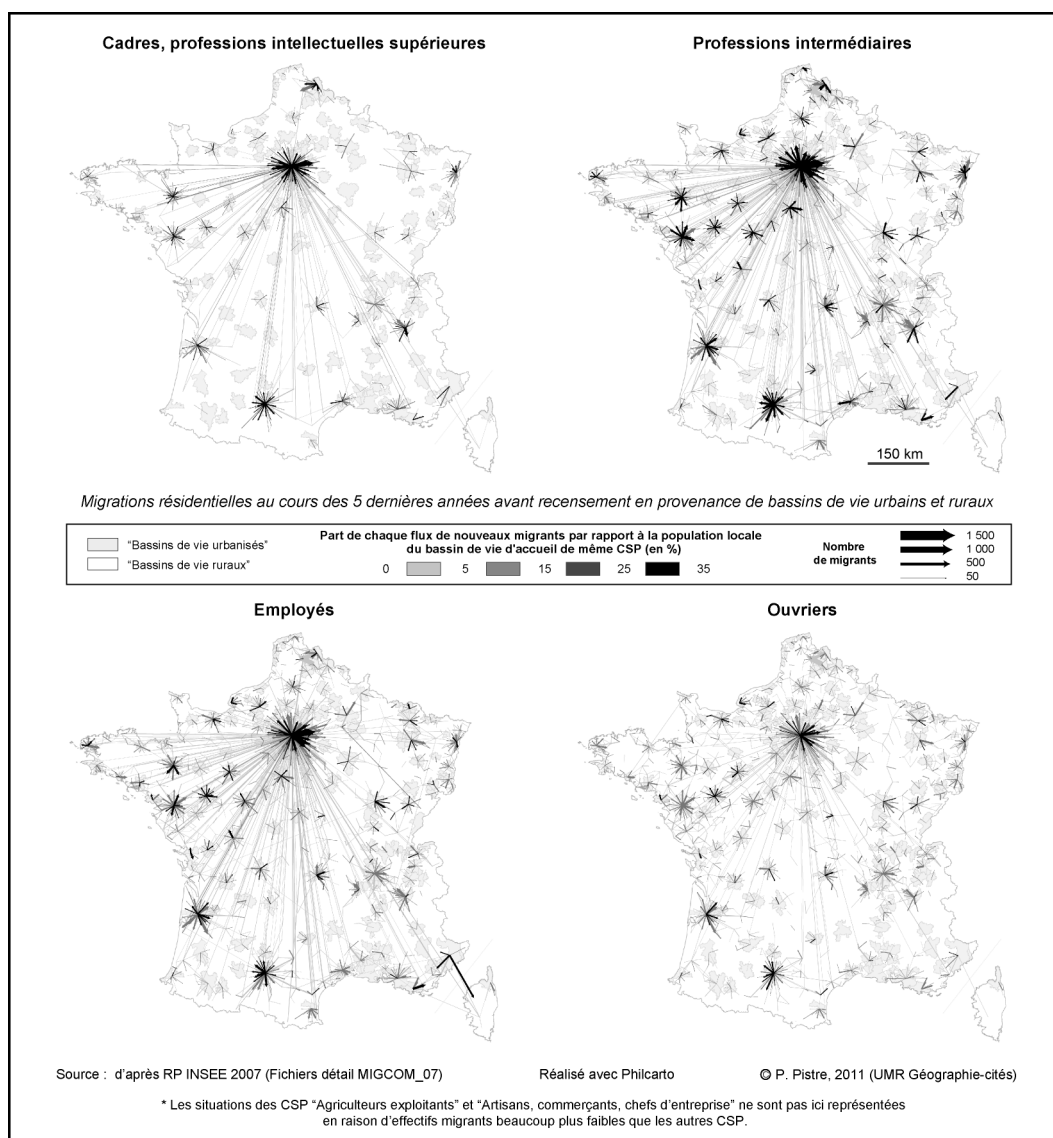 Cadres, professions intellectuelles supérieures
Professions intermédiaires
150 km
Migrations résidentielles au cours des 5 dernières années avant recensement en provenance de bassins de vie urbains et ruraux
"Bassins de vie urbanisés"
"Bassins de vie ruraux"
Part de chaque flux de nouveaux migrants par rapport à la population locale
du bassin de vie d'accueil de même CSP (en %)
0 5 15 25 35
Nombre
de migrants
1 500
1 000
500
50
Employés
Ouvriers
Source : d'après RP INSEE 2007 (Fichiers détail MIGCOM_07)
Réalisé avec Philcarto
© P. Pistre, 2011 (UMR Géographie-cités)
* Les situations des CSP "Agriculteurs exploitants" et "Artisans, commerçants, chefs d'entreprise" ne sont pas ici représentées
en raison d'effectifs migrants beaucoup plus faibles que les autres CSP.